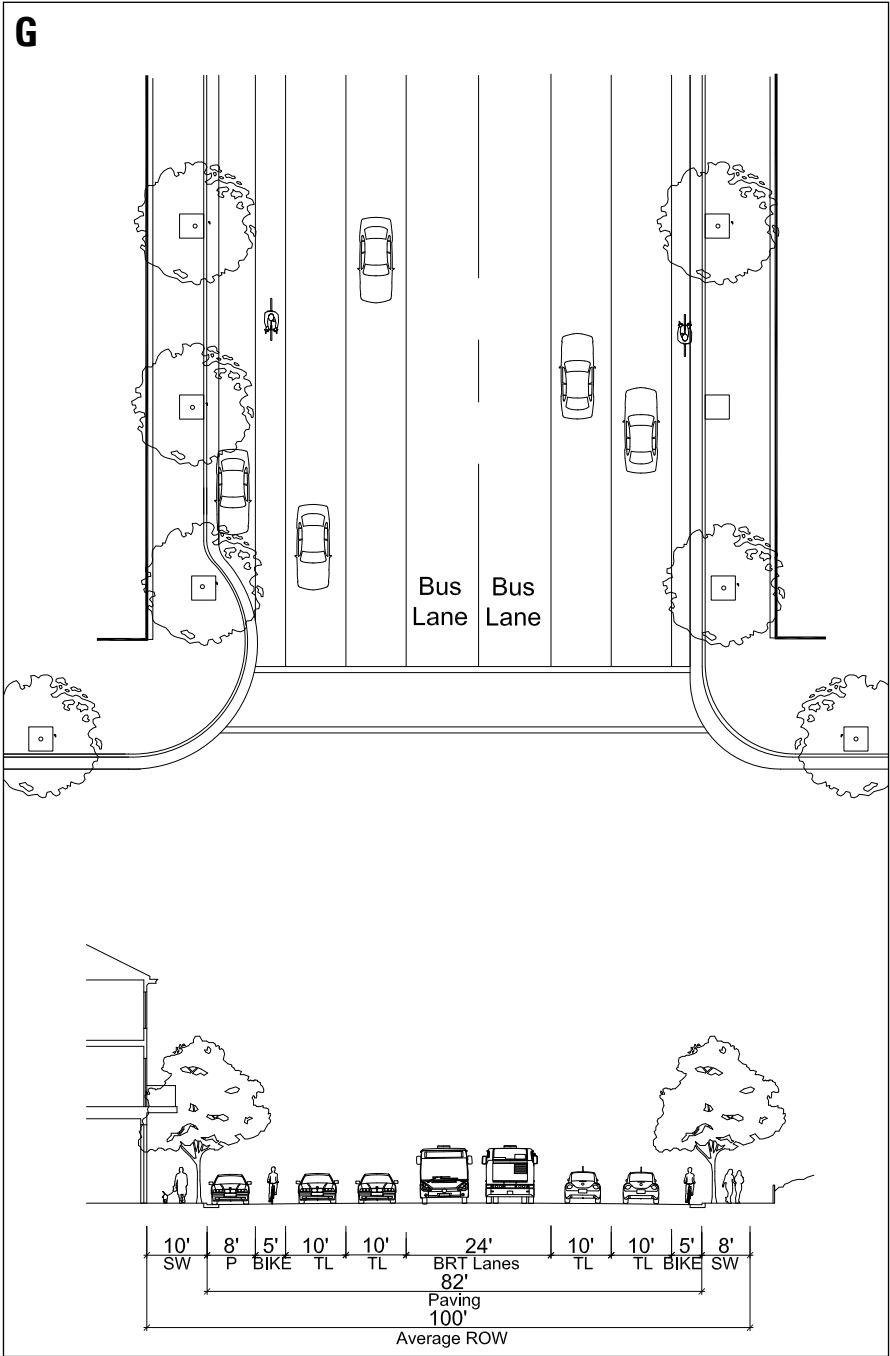 G
Bus Bus
Lane Lane
10' 8' 5' 10' 10' 24' 10' 10' 5' 8'
SW P BIKE TL TL BRT Lanes TL TL BIKE SW
82'
Paving
100'
Average ROW